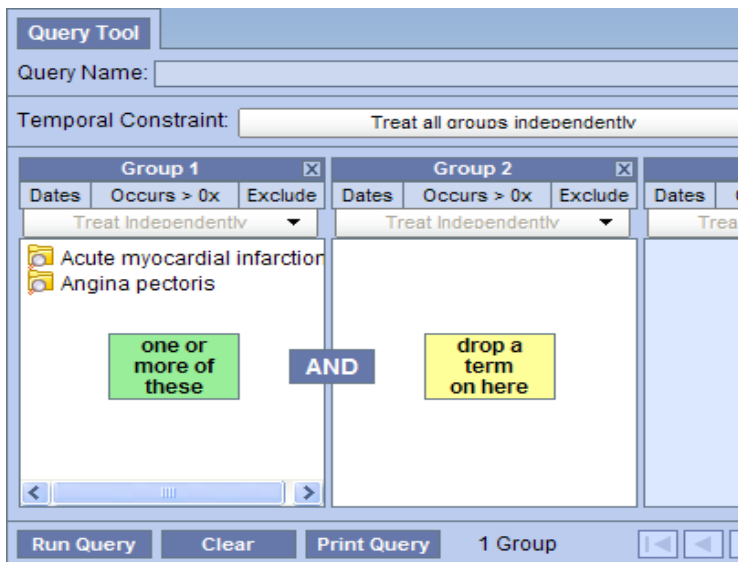 Query Tool
Query Name:
Temporal Constraint: Treat all groups independently
Group 1 Group 2
Dates Occurs > 0x Exclude Dates Occurs > 0x Exclude Dates
Treat Independently Treat Independently Trea
Acute myocardial infarction
Angina pectoris
one or
more of
these
AND
drop a
term
on here
Run Query Clear Print Query 1 Group